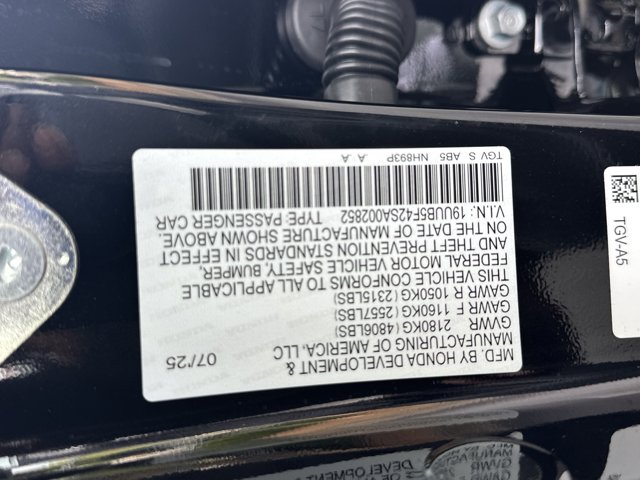 MFD. BY HONDA DEVELOPMENT &
MANUFACTURING OF AMERICA, LLC 07/'25
GVWR 2180KG(4806LBS)
GAWR F 1160KG(2557LBS)
GAWR R 1050KG(2315LBS)
THIS VEHICLE CONFORMS TO ALL APPLICABLE
FEDERAL MOTOR VEHICLE SAFETY, BUMPER,
AND THEFT PREVENTION STANDARDS IN EFFECT
ON THE DATE OF MANUFACTURE SHOWN ABOVE.
V.I.N.: 19UUB5F42SA002852 TYPE: PASSENGER CAR
TGV S AB5 NH893P A A
TGV-A5